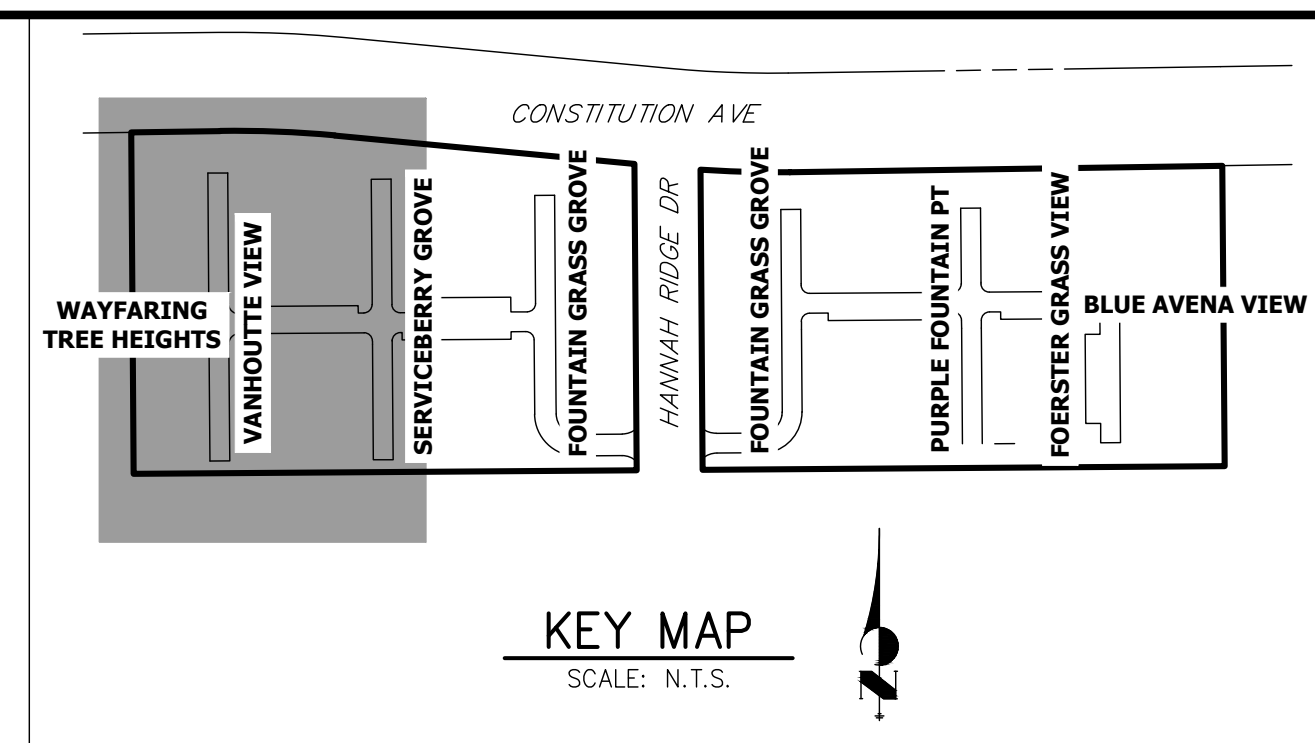 CONSTITUTION AVE
WAYFARING
TREE HEIGHTS
VANHOUTTE VIEW
SERVICEBERRY GROVE
FOUNTAIN GRASS GROVE
HANNAH RIDGE DR
FOUNTAIN GRASS GROVE
PURPLE FOUNTAIN PT
FOERSTER GRASS VIEW
BLUE AVENA VIEW
KEY MAP
SCALE: N.T.S.
N